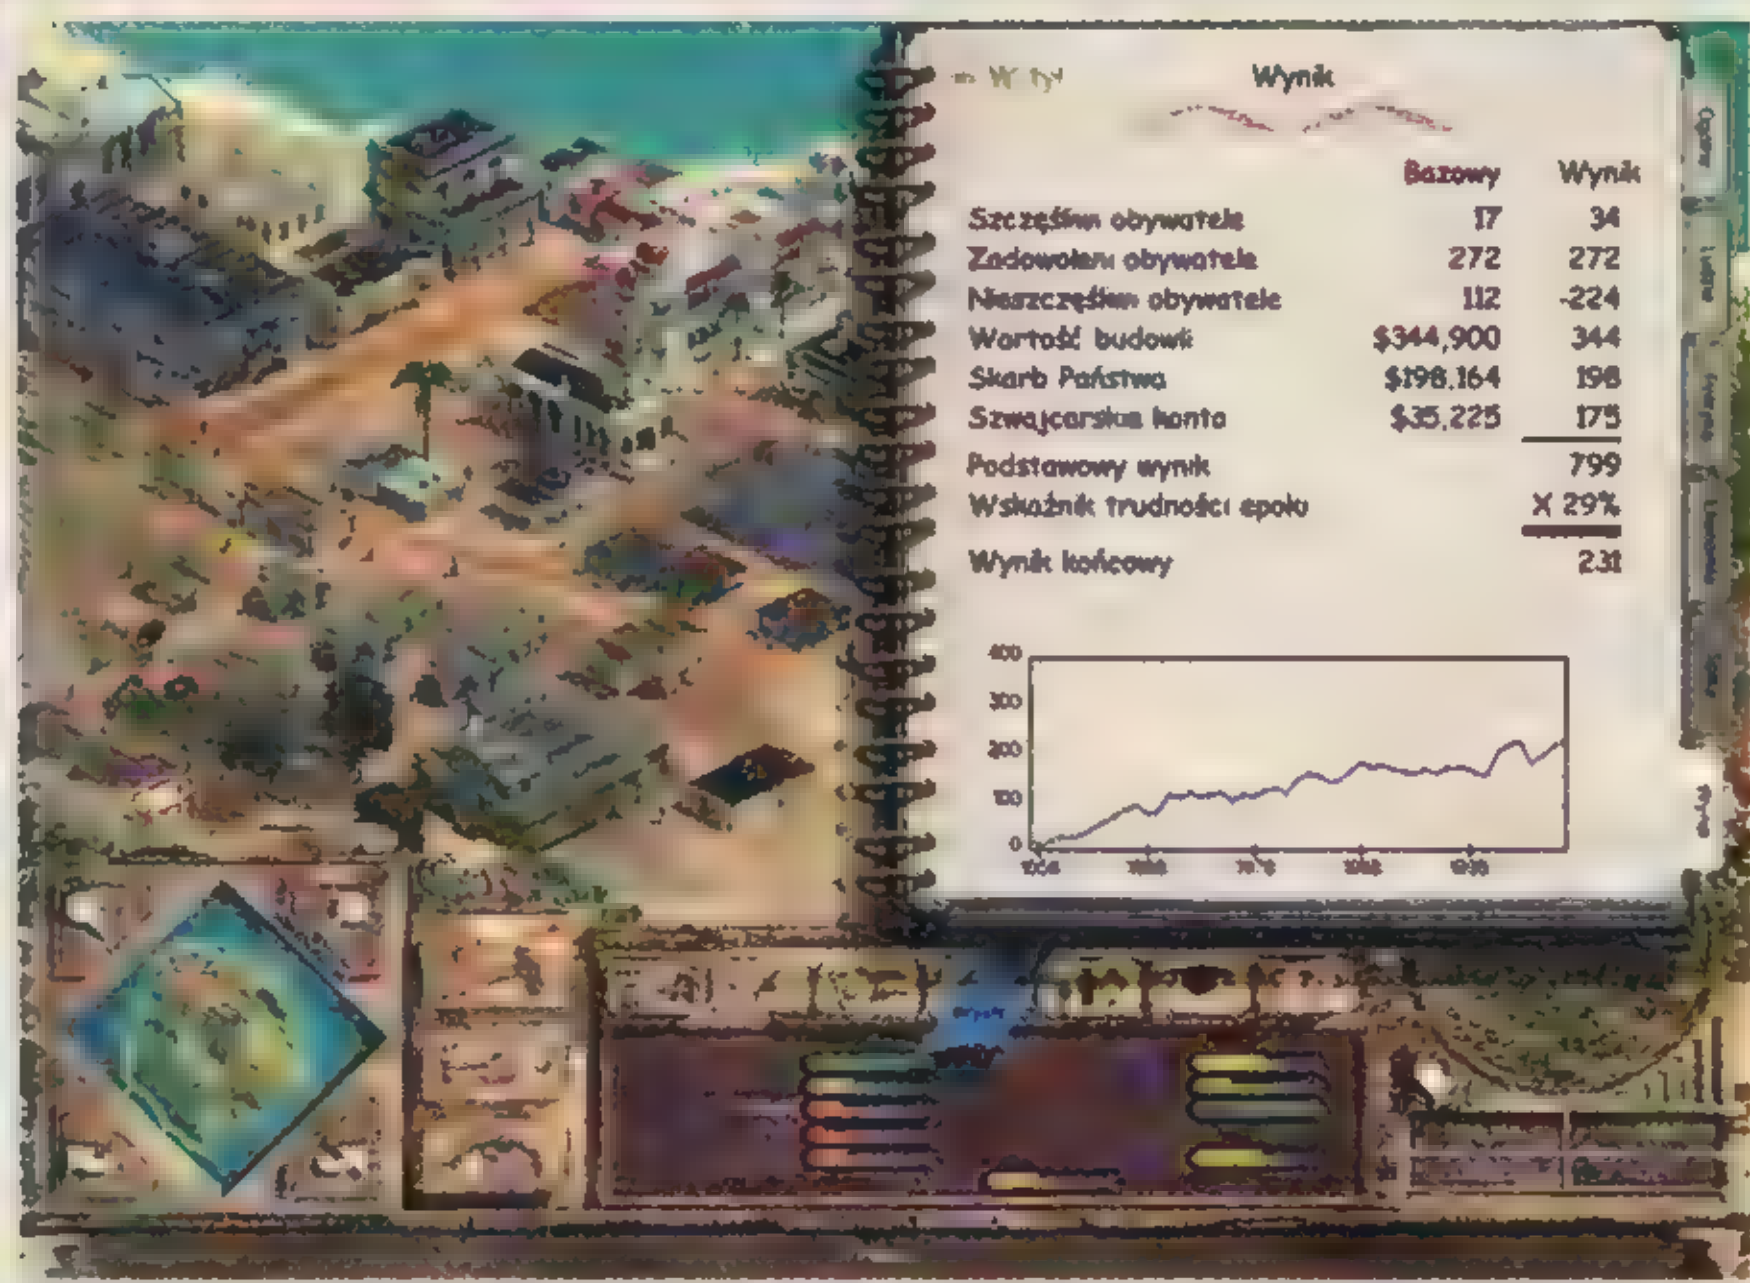 W tył
Wynik
Bazowy Wynik
Szczęśliwi obywatele 17 34
Zadowoleni obywatele 272 272
Nieszczęśliwi obywatele 112 -224
Wartość budowli $344,900 344
Skarb Państwa $198,164 198
Szwajcarskie konto $35,225 175
Podstawowy wynik 799
Wskaźnik trudności epoki X 29%
Wynik końcowy 231
400
300
200
100
0